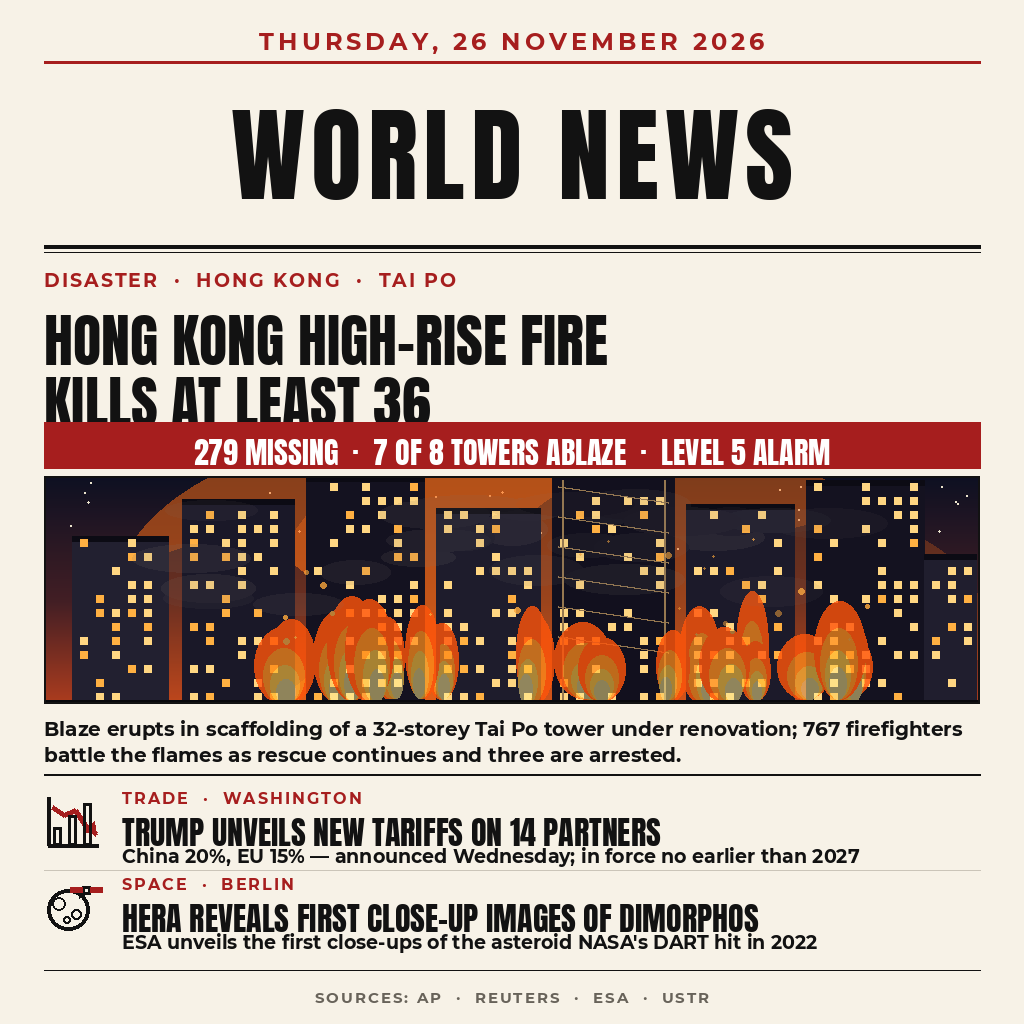 THURSDAY, 26 NOVEMBER 2026
WORLD NEWS
DISASTER · HONG KONG · TAI PO
HONG KONG HIGH-RISE FIRE
KILLS AT LEAST 36
279 MISSING · 7 OF 8 TOWERS ABLAZE · LEVEL 5 ALARM
Blaze erupts in scaffolding of a 32-storey Tai Po tower under renovation; 767 firefighters
battle the flames as rescue continues and three are arrested.
TRADE · WASHINGTON
TRUMP UNVEILS NEW TARIFFS ON 14 PARTNERS
China 20%, EU 15% — announced Wednesday; in force no earlier than 2027
SPACE · BERLIN
HERA REVEALS FIRST CLOSE-UP IMAGES OF DIMORPHOS
ESA unveils the first close-ups of the asteroid NASA's DART hit in 2022
SOURCES: AP · REUTERS · ESA · USTR